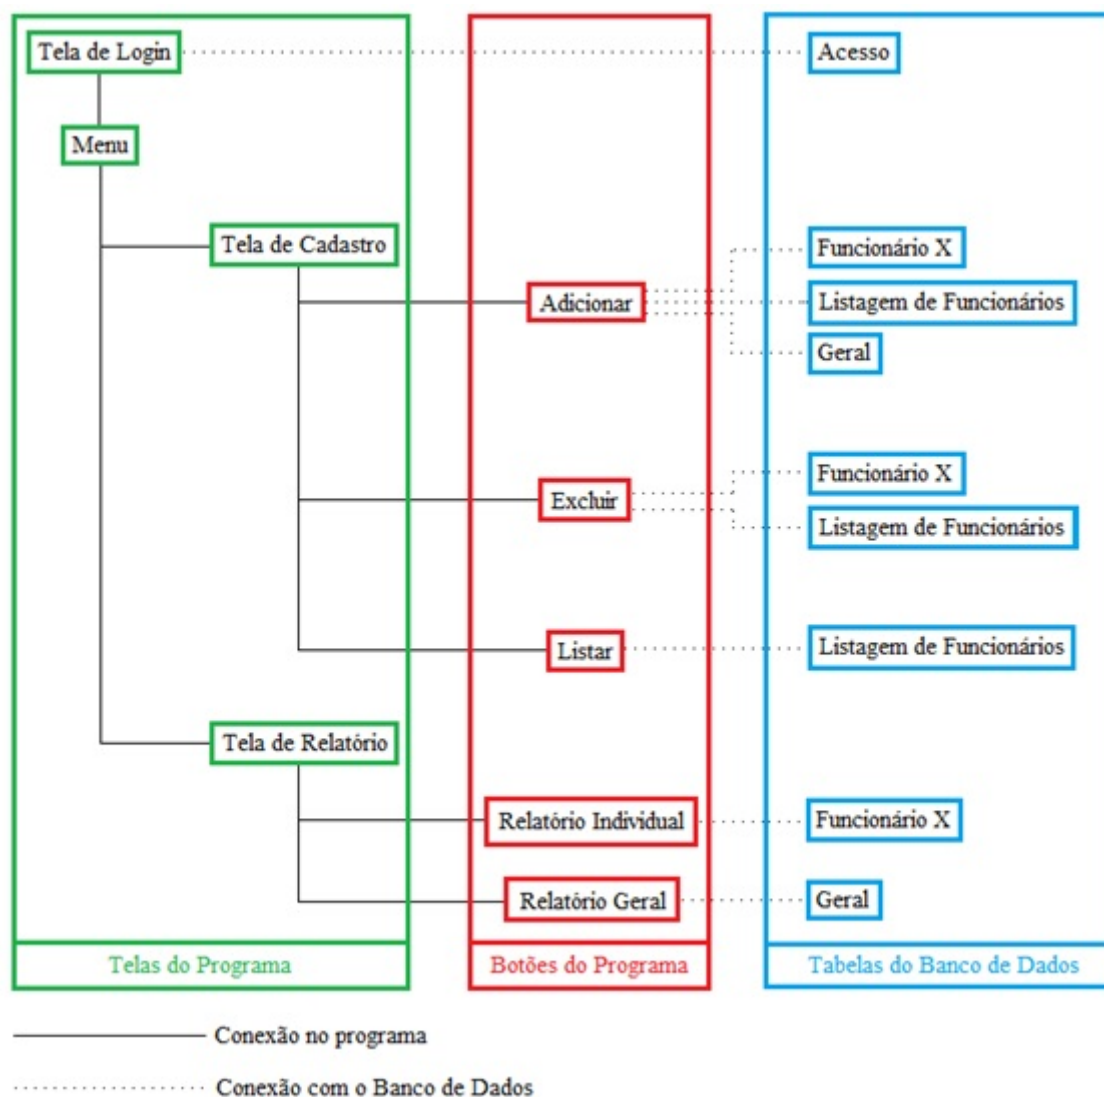 Tela de Login
Acesso
Menu
Tela de Cadastro
Funcionário X
Adicionar
Listagem de Funcionários
Geral
Excluir
Funcionário X
Listagem de Funcionários
Listar
Listagem de Funcionários
Tela de Relatório
Relatório Individual
Funcionário X
Relatório Geral
Geral
Telas do Programa
Botões do Programa
Tabelas do Banco de Dados
Conexão no programa
Conexão com o Banco de Dados